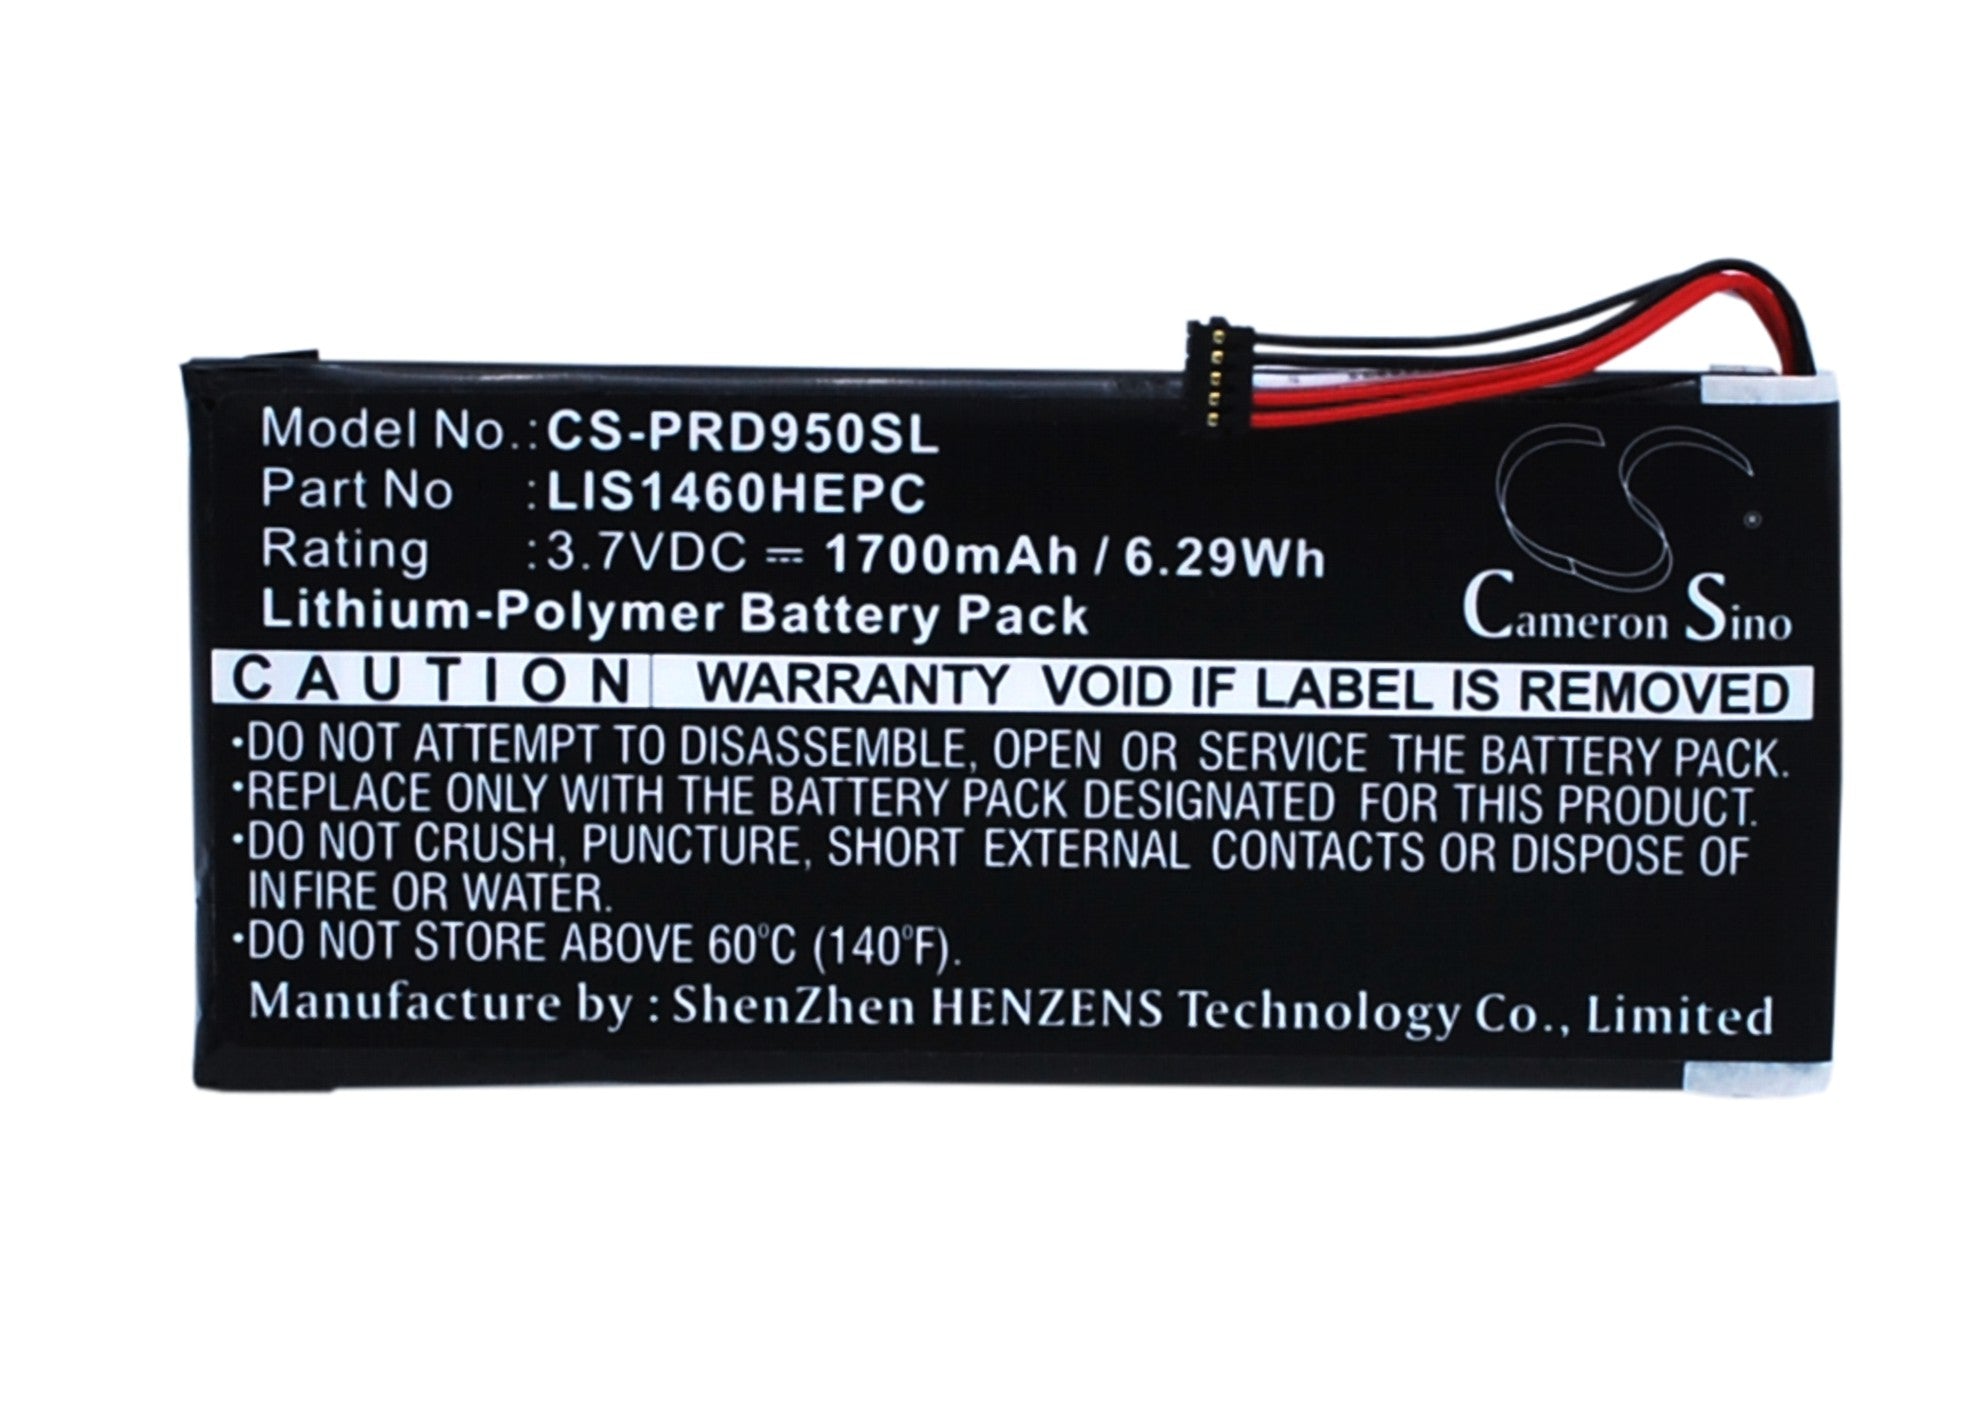 Model No.: CS-PRD950SL
Part No : LIS1460HEPC
Rating : 3.7VDC ⎓ 1700mAh / 6.29Wh
Lithium-Polymer Battery Pack
CS
Cameron Sino
CAUTION WARRANTY VOID IF LABEL IS REMOVED
•DO NOT ATTEMPT TO DISASSEMBLE, OPEN OR SERVICE THE BATTERY PACK.
•REPLACE ONLY WITH THE BATTERY PACK DESIGNATED FOR THIS PRODUCT.
•DO NOT CRUSH, PUNCTURE, SHORT EXTERNAL CONTACTS OR DISPOSE OF
IN FIRE OR WATER.
•DO NOT STORE ABOVE 60°C (140°F).
Manufacture by : ShenZhen HENZENS Technology Co., Limited